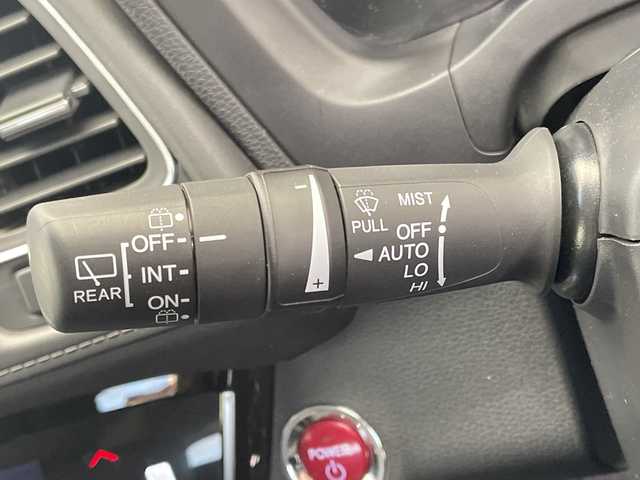 MIST
PULL OFF
OFF AUTO
INT LO
REAR HI
ON
POWER